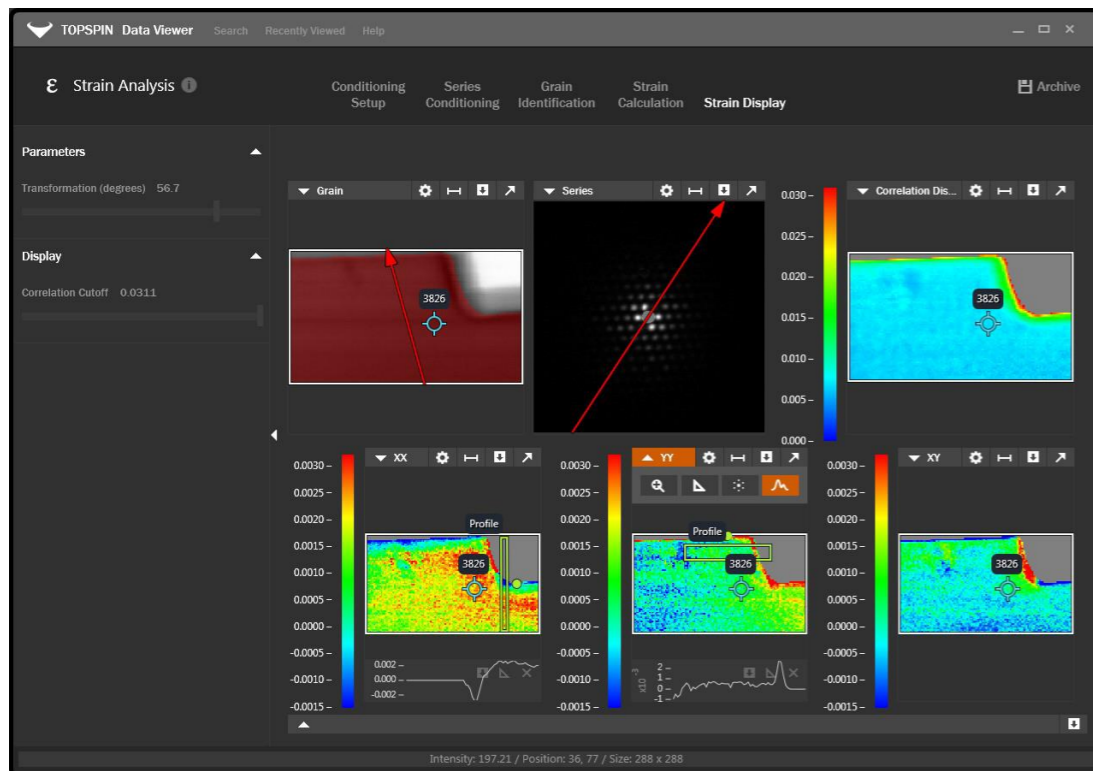 TOPSPIN Data Viewer Search Recently Viewed Help
ε Strain Analysis
Conditioning Setup
Series Conditioning
Grain Identification
Strain Calculation
Strain Display
Archive
Parameters
Transformation (degrees) 56.7
Display
Correlation Cutoff 0.0311
Grain
3826
Series
0.030
0.025
0.020
0.015
0.010
0.005
0.000
Correlation Dis...
3826
0.0030
0.0025
0.0020
0.0015
0.0010
0.0005
0.0000
-0.0005
-0.0010
-0.0015
XX
Profile
3826
0.002
0.000
-0.002
0.0030
0.0025
0.0020
0.0015
0.0010
0.0005
0.0000
-0.0005
-0.0010
-0.0015
YY
Profile
3826
x10 -3
2
1
0
-1
0.0030
0.0025
0.0020
0.0015
0.0010
0.0005
0.0000
-0.0005
-0.0010
-0.0015
XY
3826
Intensity: 197.21 / Position: 36, 77 / Size: 288 x 288